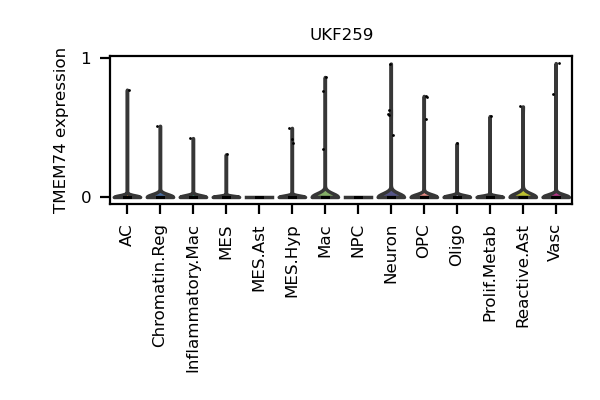 UKF259
TMEM74 expression
1
0
AC
Chromatin.Reg
Inflammatory.Mac
MES
MES.Ast
MES.Hyp
Mac
NPC
Neuron
OPC
Oligo
Prolif.Metab
Reactive.Ast
Vasc